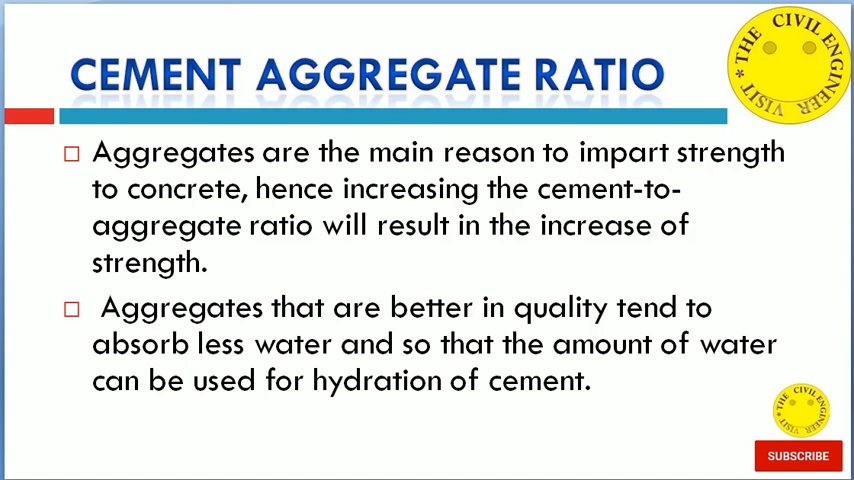 CEMENT AGGREGATE RATIO
THE CIVIL ENGINEER
VISIT
Aggregates are the main reason to impart strength
to concrete, hence increasing the cement-to-
aggregate ratio will result in the increase of
strength.
Aggregates that are better in quality tend to
absorb less water and so that the amount of water
can be used for hydration of cement.
THE CIVIL ENGINEER
VISIT
SUBSCRIBE